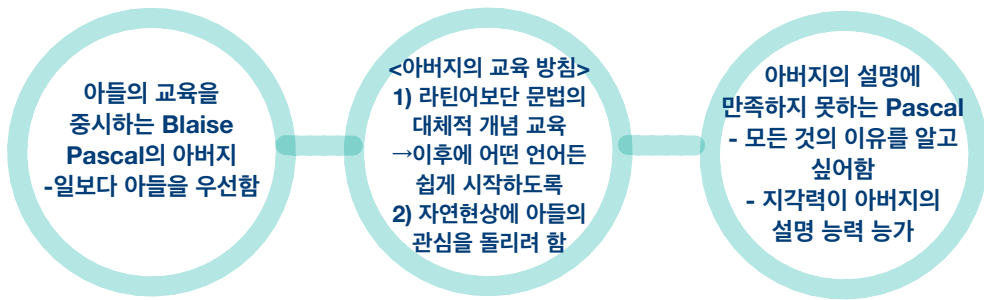 아들의 교육을
중시하는 Blaise
Pascal의 아버지
-일보다 아들을 우선함
<아버지의 교육 방침>
1) 라틴어보단 문법의
대체적 개념 교육
→이후에 어떤 언어든
쉽게 시작하도록
2) 자연현상에 아들의
관심을 돌리려 함
아버지의 설명에
만족하지 못하는 Pascal
- 모든 것의 이유를 알고
싶어함
- 지각력이 아버지의
설명 능력 능가